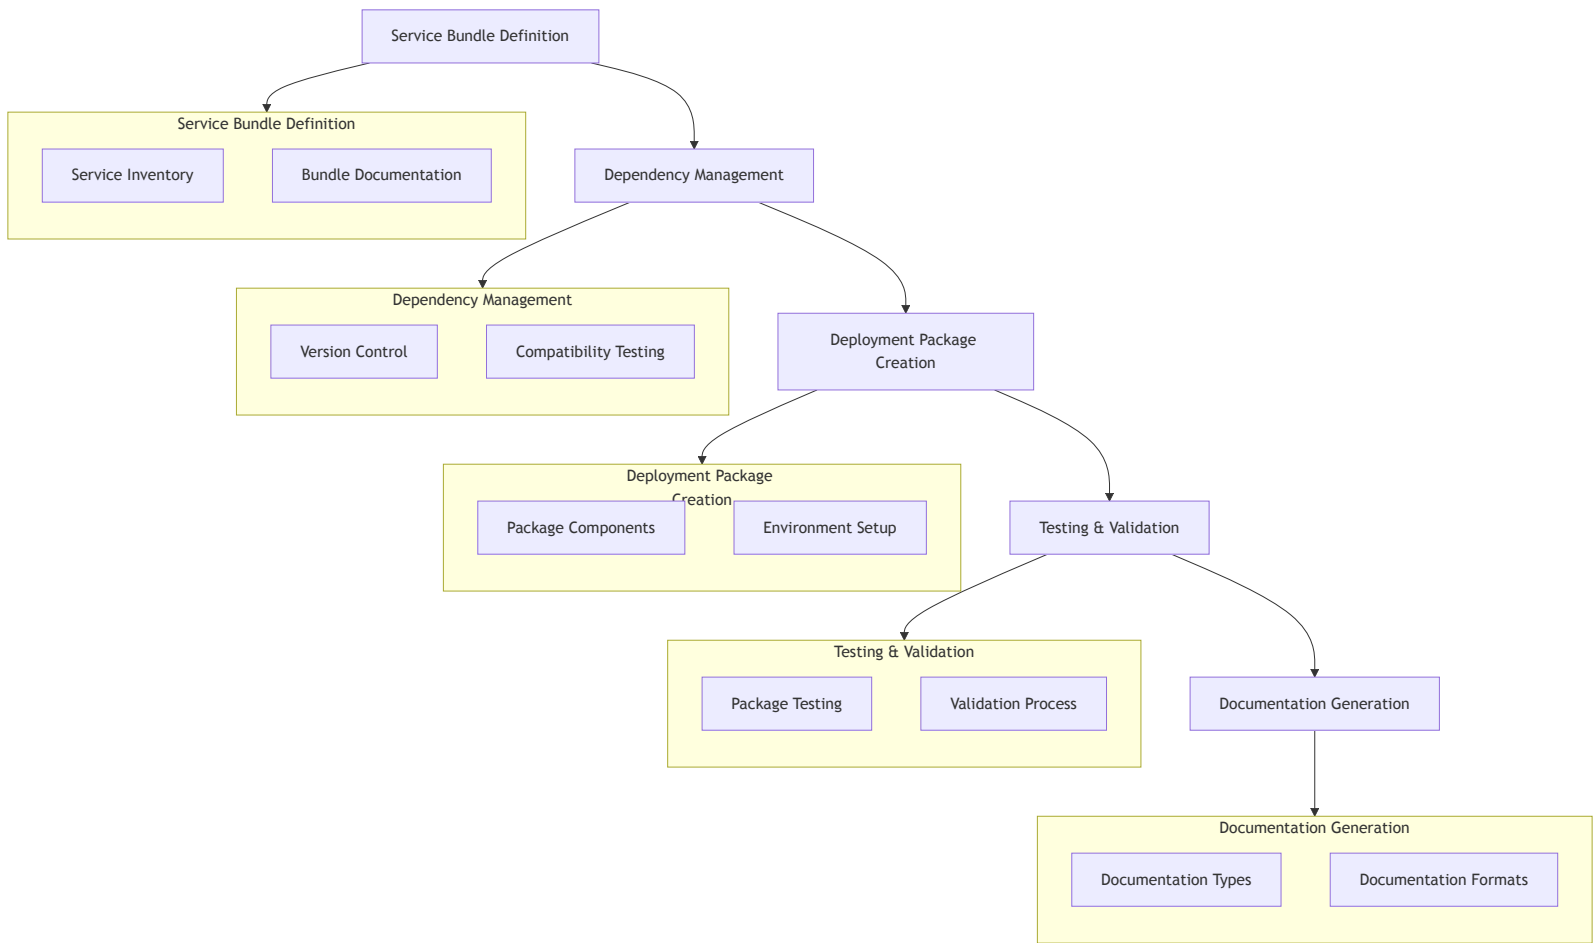 Service Bundle Definition
Service Bundle Definition
Service Inventory
Bundle Documentation
Dependency Management
Dependency Management
Version Control
Compatibility Testing
Deployment Package
Creation
Deployment Package
Creation
Package Components
Environment Setup
Testing & Validation
Testing & Validation
Package Testing
Validation Process
Documentation Generation
Documentation Generation
Documentation Types
Documentation Formats